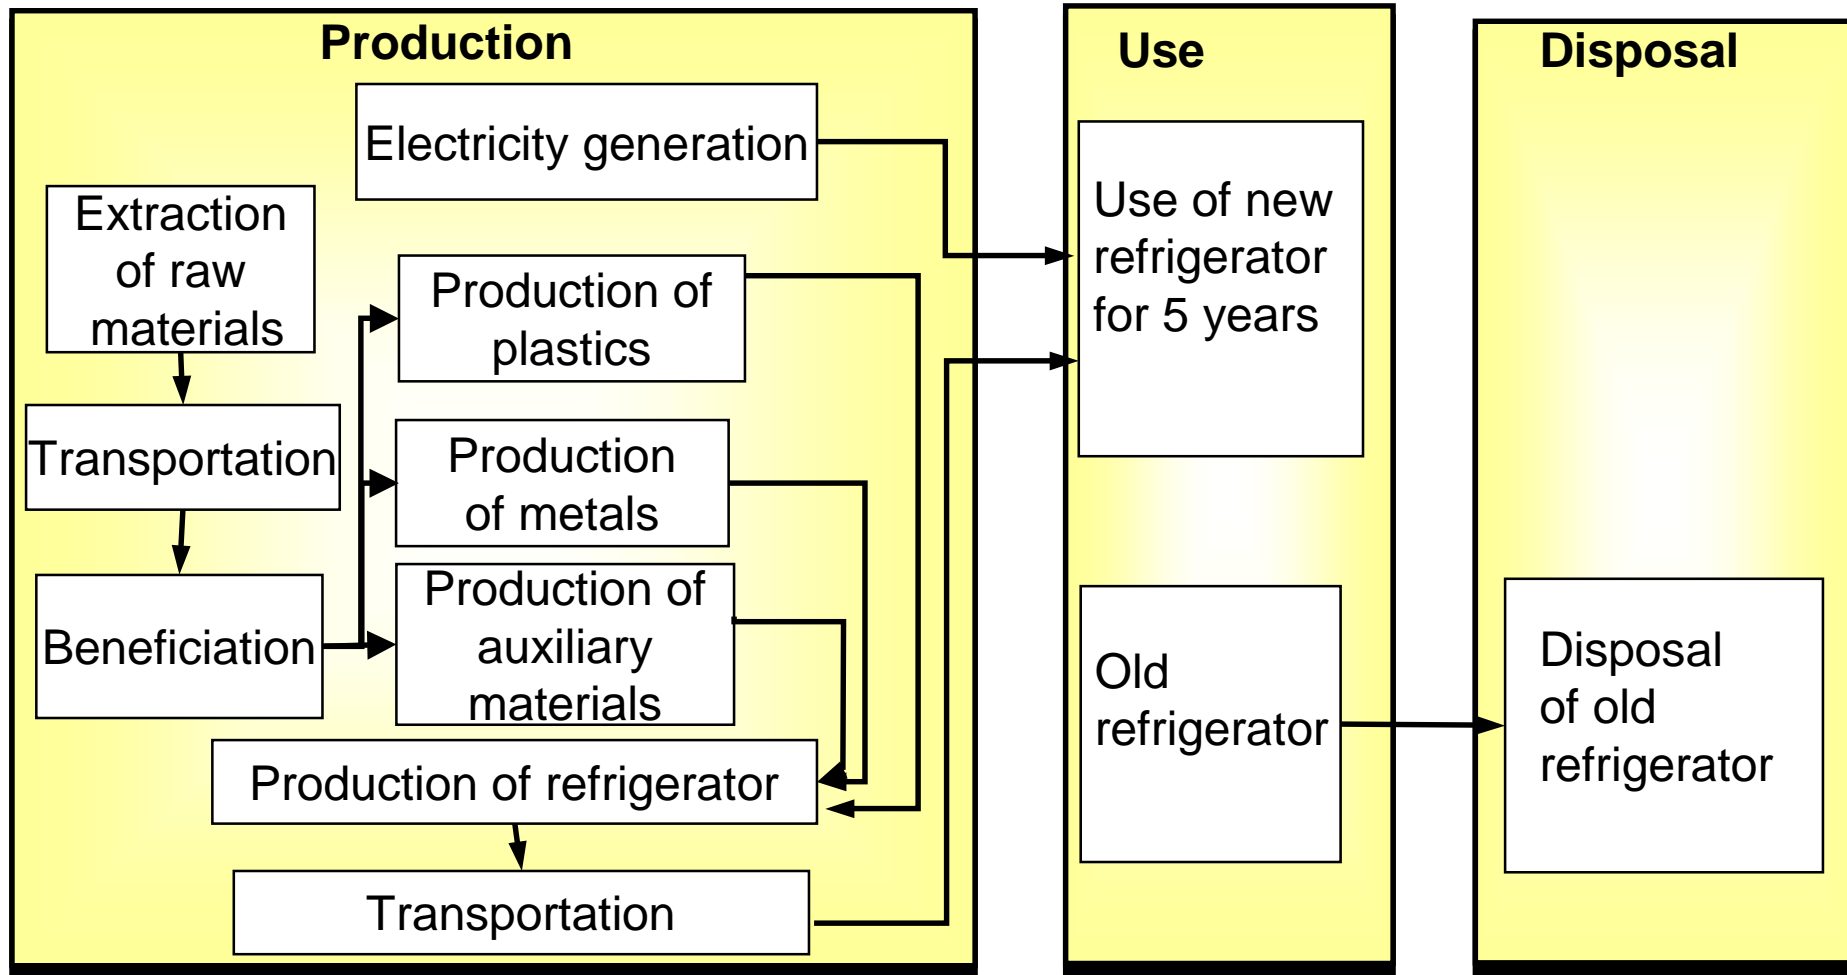 Production
Electricity generation
Extraction
of raw
materials
Transportation
Beneficiation
Production of
plastics
Production
of metals
Production of
auxiliary
materials
Production of refrigerator
Transportation
Use
Use of new
refrigerator
for 5 years
Old
refrigerator
Disposal
Disposal
of old
refrigerator